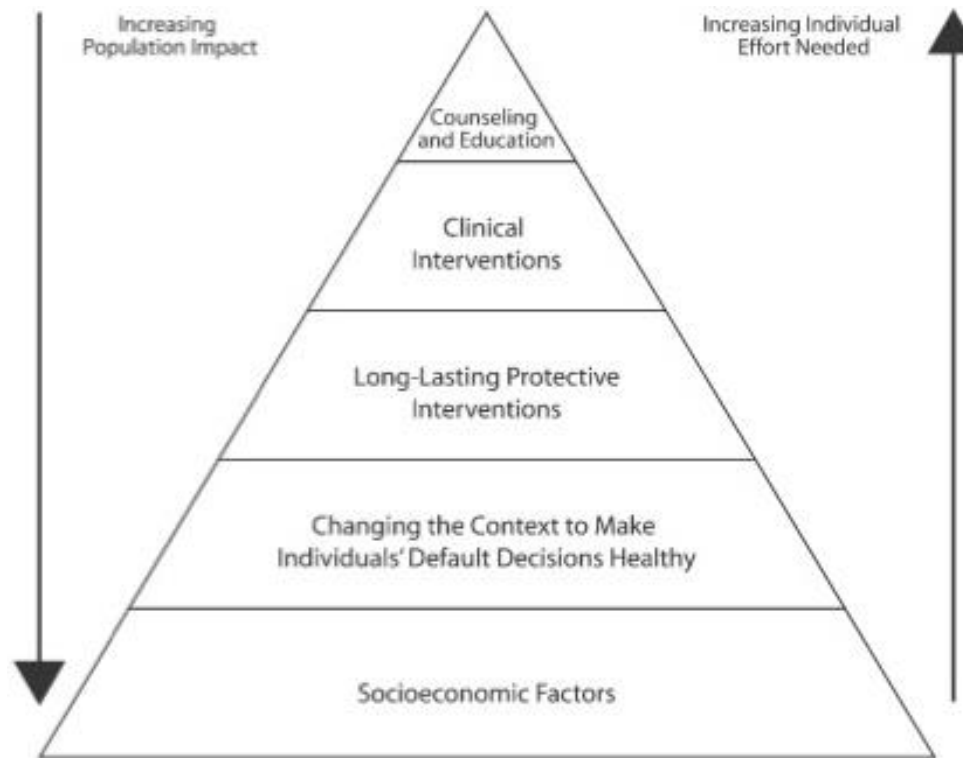 Increasing
Population Impact
Increasing Individual
Effort Needed
Counseling
and Education
Clinical
Interventions
Long-Lasting Protective
Interventions
Changing the Context to Make
Individuals' Default Decisions Healthy
Socioeconomic Factors